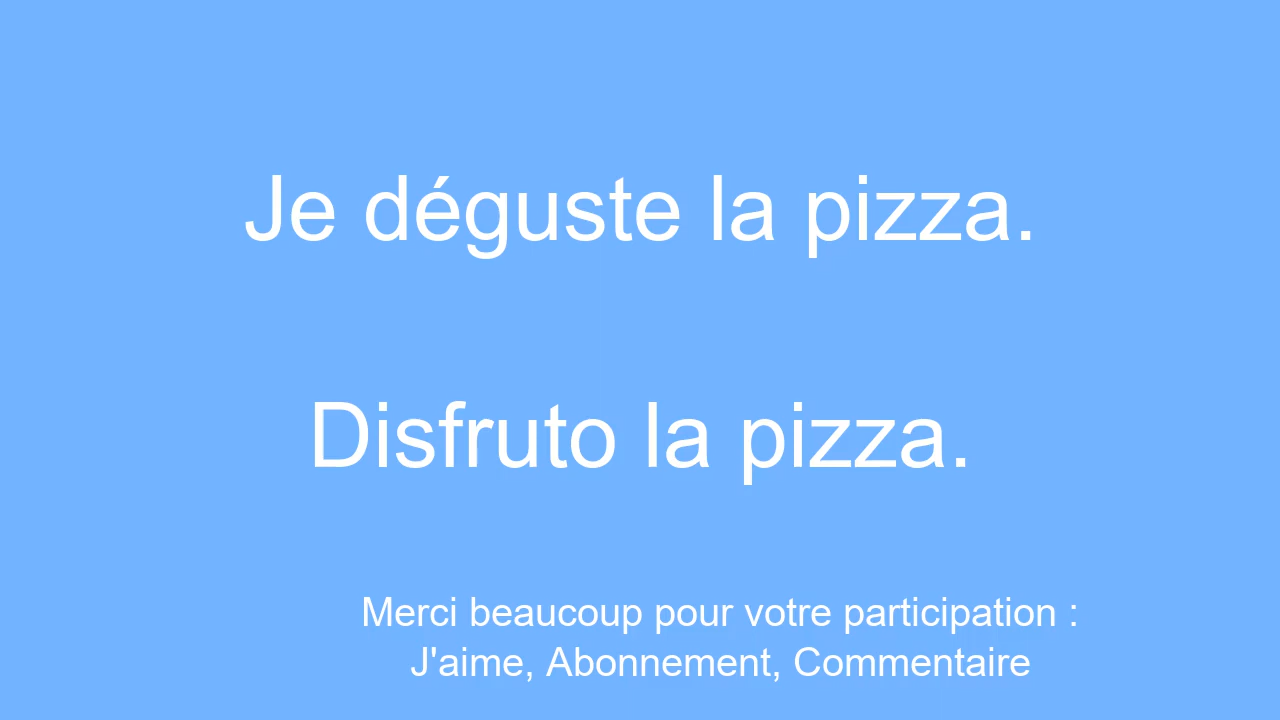 Je déguste la pizza.
Disfruto la pizza.
Merci beaucoup pour votre participation :
J'aime, Abonnement, Commentaire